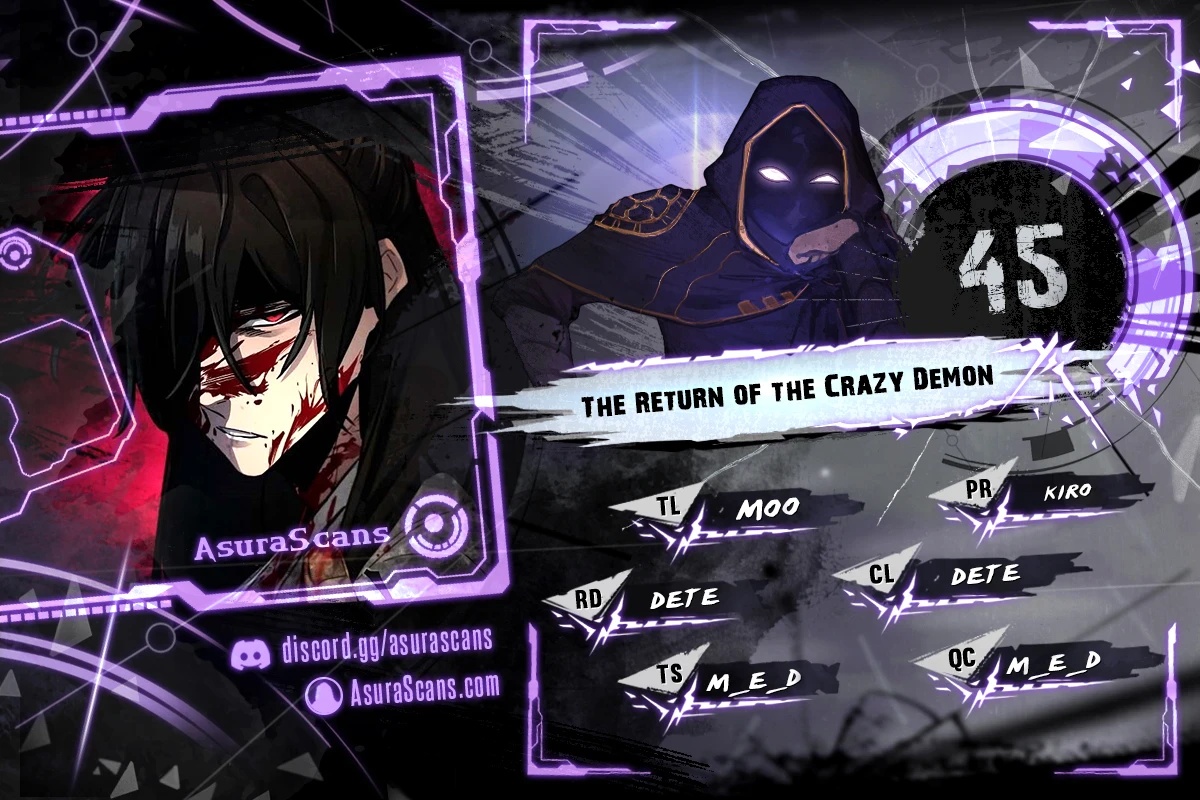 45
THE RETURN OF THE CRAZY DEMON
TL MOO
PR KIRO
RD DETE
CL DETE
TS M_E_D
QC M_E_D
AsuraScans
discord.gg/asurascans
AsuraScans.com